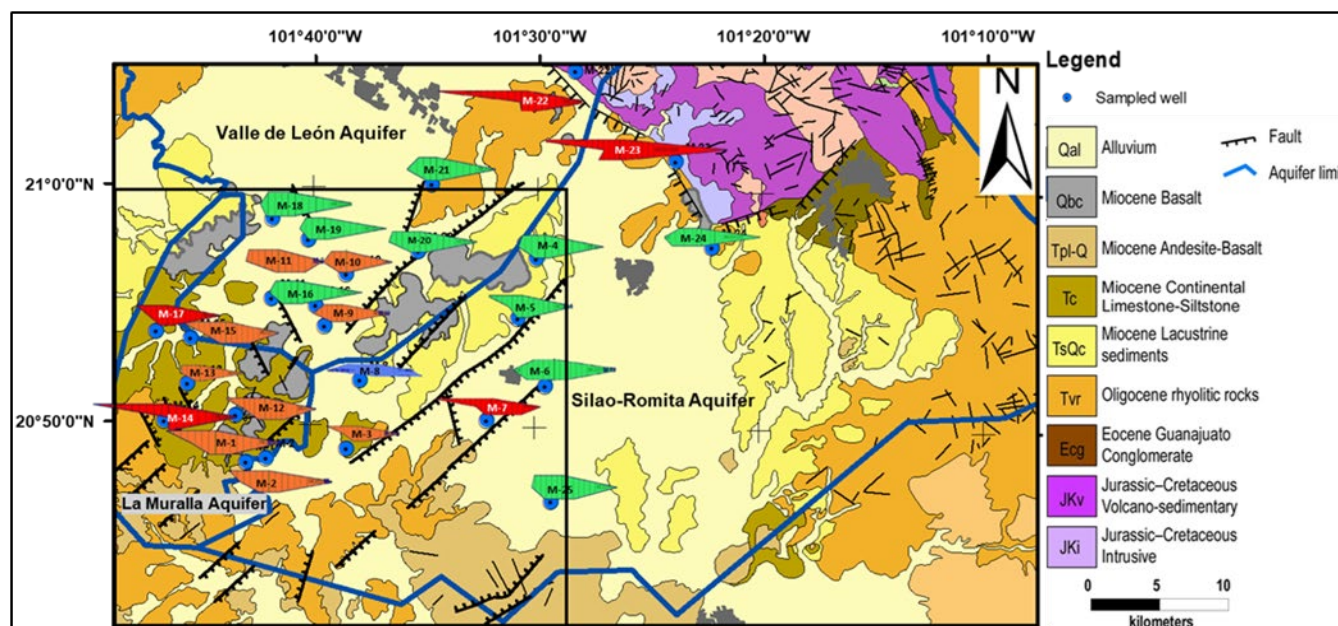 101°40'0"W
101°30'0"W
101°20'0"W
101°10'0"W
21°0'0"N
20°50'0"N
Valle de León Aquifer
Silao-Romita Aquifer
La Muralla Aquifer
N
M-22
M-23
M-21
M-18
M-19
M-20
M-4
M-24
M-11
M-10
M-16
M-9
M-5
M-17
M-15
M-8
M-6
M-13
M-7
M-14
M-12
M-1
M-3
M-2
M-25
Legend
Sampled well
Qal Alluvium
Fault
Qbc Miocene Basalt
Aquifer limi
Tpl-Q Miocene Andesite-Basalt
Tc Miocene Continental
Limestone-Siltstone
TsQc Miocene Lacustrine
sediments
Tvr Oligocene rhyolitic rocks
Ecg Eocene Guanajuato
Conglomerate
JKv Jurassic–Cretaceous
Volcano-sedimentary
JKi Jurassic–Cretaceous
Intrusive
0 5 10
kilometers